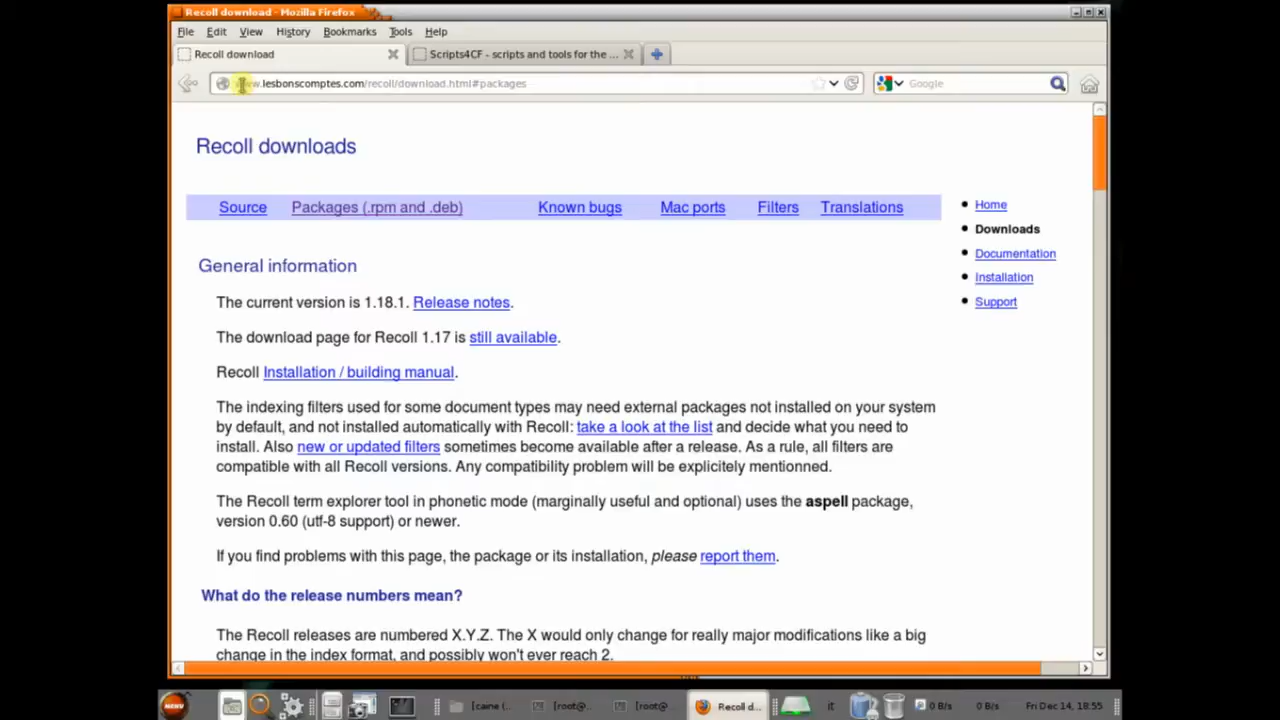 Recoll download - Mozilla Firefox
File Edit View History Bookmarks Tools Help
Recoll download
Scripts4CF - scripts and tools for the ...
.lesbonscomptes.com/recoll/download.html#packages
Google
Recoll downloads
Source Packages (.rpm and .deb) Known bugs Mac ports Filters Translations
Home
Downloads
Documentation
Installation
Support
General information
The current version is 1.18.1. Release notes.
The download page for Recoll 1.17 is still available.
Recoll Installation / building manual.
The indexing filters used for some document types may need external packages not installed on your system
by default, and not installed automatically with Recoll: take a look at the list and decide what you need to
install. Also new or updated filters sometimes become available after a release. As a rule, all filters are
compatible with all Recoll versions. Any compatibility problem will be explicitely mentionned.
The Recoll term explorer tool in phonetic mode (marginally useful and optional) uses the aspell package,
version 0.60 (utf-8 support) or newer.
If you find problems with this page, the package or its installation, please report them.
What do the release numbers mean?
The Recoll releases are numbered X.Y.Z. The X would only change for really major modifications like a big
change in the index format, and possibly won't ever reach 2.
MENU [caine (... [root@... [root@... Recoll d... it 0 B/s 0 B/s Fri Dec 14, 18:55